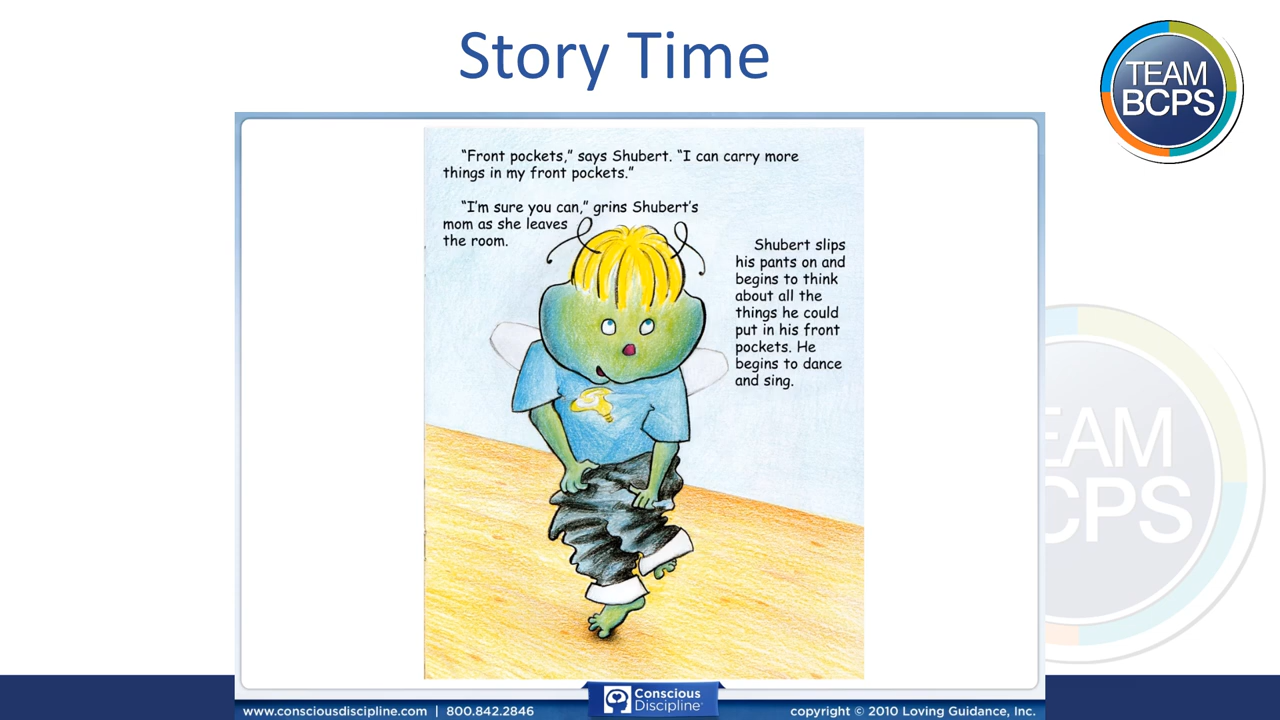 Story Time
TEAM
BCPS
“Front pockets,” says Shubert. “I can carry more
things in my front pockets.”
“I’m sure you can,” grins Shubert’s
mom as she leaves
the room.
Shubert slips
his pants on and
begins to think
about all the
things he could
put in his front
pockets. He
begins to dance
and sing.
EAM
CPS
www.consciousdiscipline.com | 800.842.2846
Conscious
Discipline
copyright © 2010 Loving Guidance, Inc.